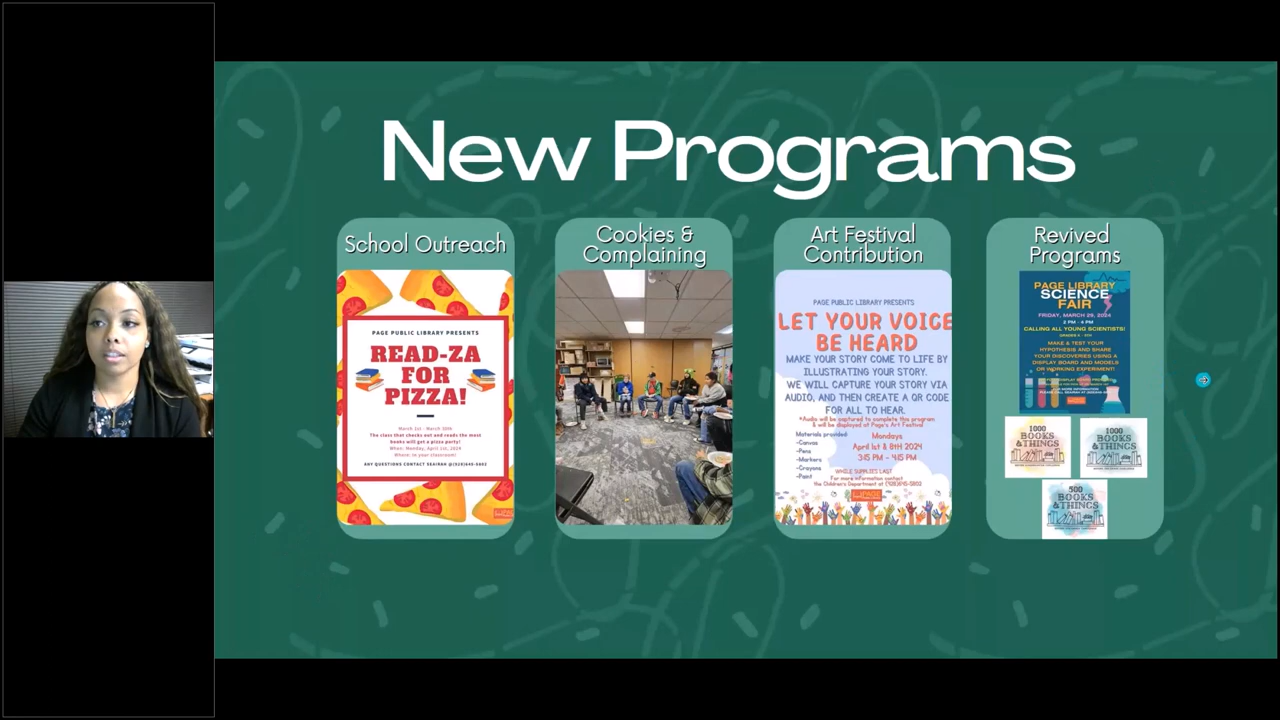 New Programs
School Outreach
PAGE PUBLIC LIBRARY PRESENTS
READ-ZA
FOR
PIZZA!
March 1st - March 30th
The class that checks out and reads the most
books will get a pizza party!
When: Monday, April 1st, 2024
Where: in your classroom!
ANY QUESTIONS CONTACT SEAIRAH @(928)645-5802
Cookies &
Complaining
Art Festival
Contribution
PAGE PUBLIC LIBRARY PRESENTS
LET YOUR VOICE
BE HEARD
MAKE YOUR STORY COME TO LIFE BY
ILLUSTRATING YOUR STORY.
WE WILL CAPTURE YOUR STORY VIA
AUDIO, AND THEN CREATE A QR CODE
FOR ALL TO HEAR.
*Audio will be captured to complete this program
& will be displayed at Page's Art Festival
Materials provided:
-Canvas
-Pens
-Markers
-Crayons
-Paint
Mondays
April 1st & 8th 2024
3:15 PM - 4:15 PM
WHILE SUPPLIES LAST
For more information contact
the Children's Department at (928)645-5803
PAGE
Revived
Programs
PAGE LIBRARY
SCIENCE
FAIR
FRIDAY, MARCH 29, 2024
2 PM - 4 PM
CALLING ALL YOUNG SCIENTISTS!
MAKE & TEST YOUR
HYPOTHESIS AND SHARE
YOUR DISCOVERIES USING A
DISPLAY BOARD AND MODELS
OR WORKING EXPERIMENT!
1000
BOOKS
&THINGS
1000
BOOKS
&THINGS
500
BOOKS
&THINGS